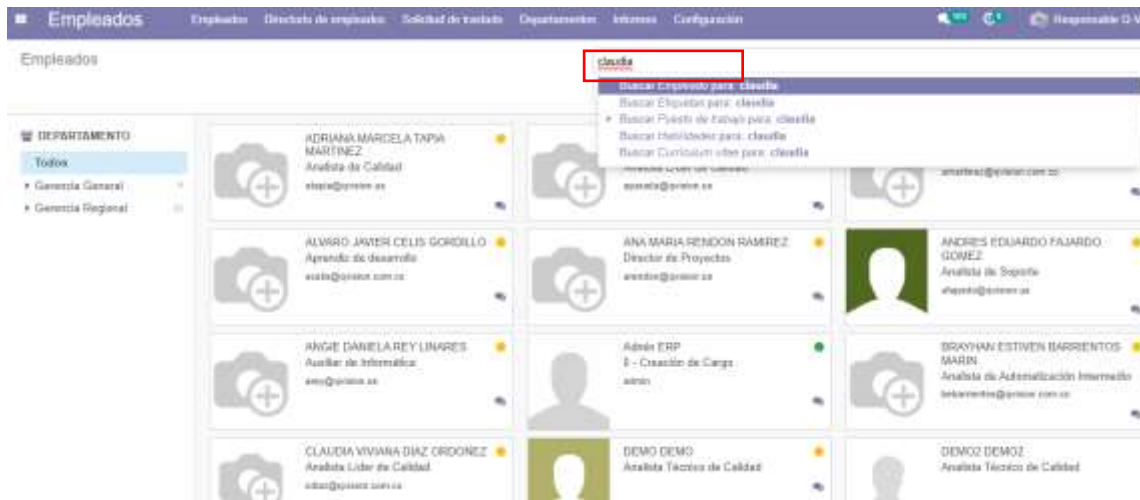 Empleados
Empleados Directorio de empleados Solicitud de traslado Departamentos Informes Configuración
Responsable Q-V
Empleados
claudia
Buscar Empleado para: claudia
Buscar Etiquetas para: claudia
Buscar Puesto de trabajo para: claudia
Buscar Habilidades para: claudia
Buscar Currículum vitae para: claudia
DEPARTAMENTO
Todos
Gerencia General
Gerencia Regional
ADRIANA MARCELA TAPIA
MARTINEZ
Analista de Calidad
Analista Líder de Calidad
ALVARO JAVIER CELIS GORDILLO
Aprendiz de desarrollo
ANA MARIA RENDON RAMIREZ
Director de Proyectos
ANDRES EDUARDO FAJARDO
GOMEZ
Analista de Soporte
ANGIE DANIELA REY LINARES
Auxiliar de Informática
Admin ERP
0 - Creación de Cargo
admin
BRAYHAN ESTIVEN BARRIENTOS
MARIN
Analista de Automatización Intermedio
CLAUDIA VIVIANA DIAZ ORDOÑEZ
Analista Líder de Calidad
DEMO DEMO
Analista Técnico de Calidad
DEMO2 DEMO2
Analista Técnico de Calidad